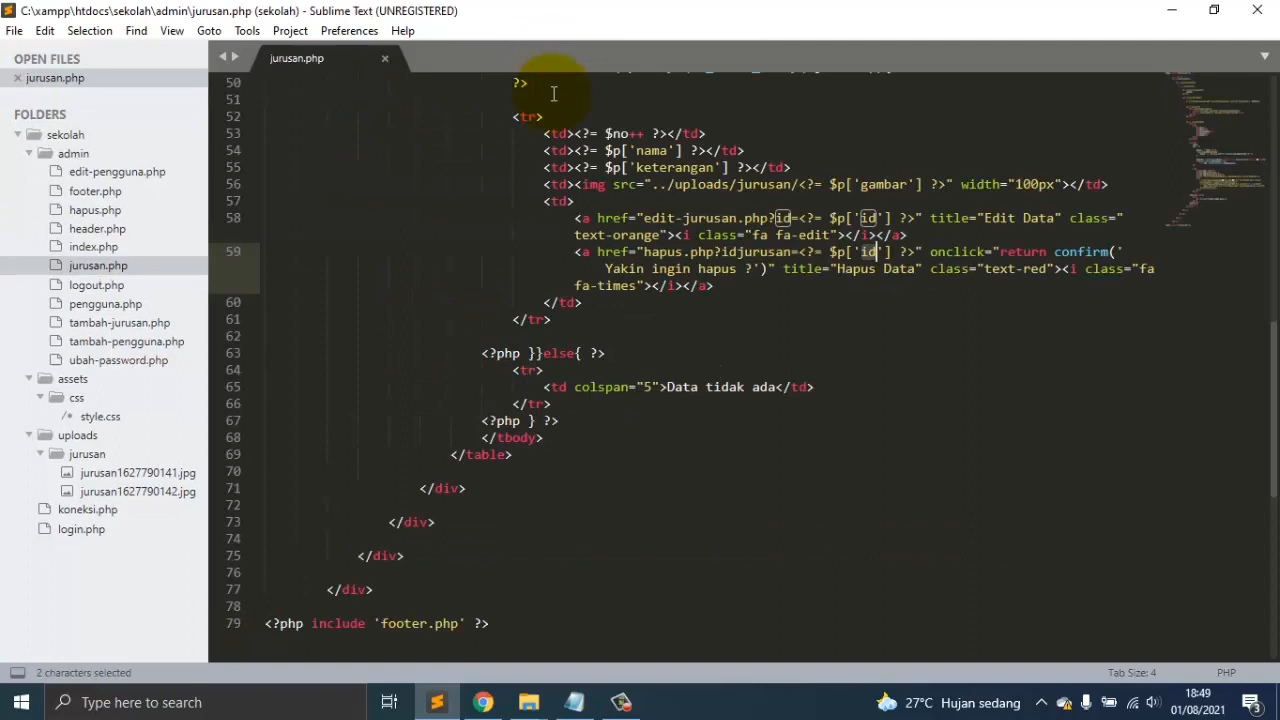 C:\xampp\htdocs\sekolah\admin\jurusan.php (sekolah) - Sublime Text (UNREGISTERED)
File Edit Selection Find View Goto Tools Project Preferences Help
OPEN FILES
jurusan.php
FOLDERS
sekolah
admin
edit-pengguna.php
footer.php
hapus.php
header.php
index.php
jurusan.php
logout.php
pengguna.php
tambah-jurusan.php
tambah-pengguna.php
ubah-password.php
assets
css
style.css
uploads
jurusan
jurusan1627790141.jpg
jurusan1627790142.jpg
koneksi.php
login.php
jurusan.php
50 ?>
51
52 <tr>
53 <td><?= $no++ ?></td>
54 <td><?= $p['nama'] ?></td>
55 <td><?= $p['keterangan'] ?></td>
56 <td><img src="../uploads/jurusan/<?= $p['gambar'] ?>" width="100px"></td>
57 <td>
58 <a href="edit-jurusan.php?id=<?= $p['id'] ?>" title="Edit Data" class="
text-orange"><i class="fa fa-edit"></i></a>
59 <a href="hapus.php?idjurusan=<?= $p['id'] ?>" onclick="return confirm('
Yakin ingin hapus ?')" title="Hapus Data" class="text-red"><i class="fa
fa-times"></i></a>
60 </td>
61 </tr>
62
63 <?php }}else{ ?>
64 <tr>
65 <td colspan="5">Data tidak ada</td>
66 </tr>
67 <?php } ?>
68 </tbody>
69 </table>
70
71 </div>
72
73 </div>
74
75 </div>
76
77 </div>
78
79 <?php include 'footer.php' ?>
2 characters selected
Tab Size: 4
PHP
Type here to search
27°C Hujan sedang
18:49
01/08/2021
3